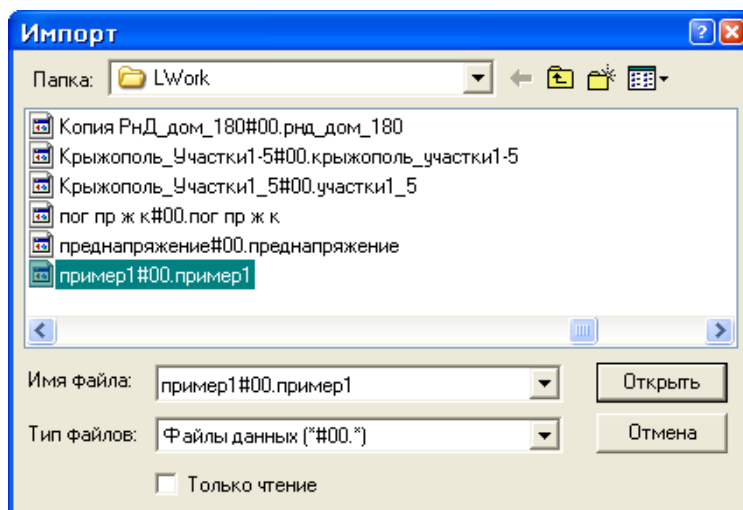 Импорт
Папка: LWork
Копия РнД_дом_180#00.рнд_дом_180
Крыжополь_Участки1-5#00.крыжополь_участки1-5
Крыжополь_Участки1_5#00.участки1_5
пог пр ж к#00.пог пр ж к
преднапряжение#00.преднапряжение
пример1#00.пример1
Имя файла: пример1#00.пример1 Открыть
Тип файлов: Файлы данных (*#00.*) Отмена
Только чтение